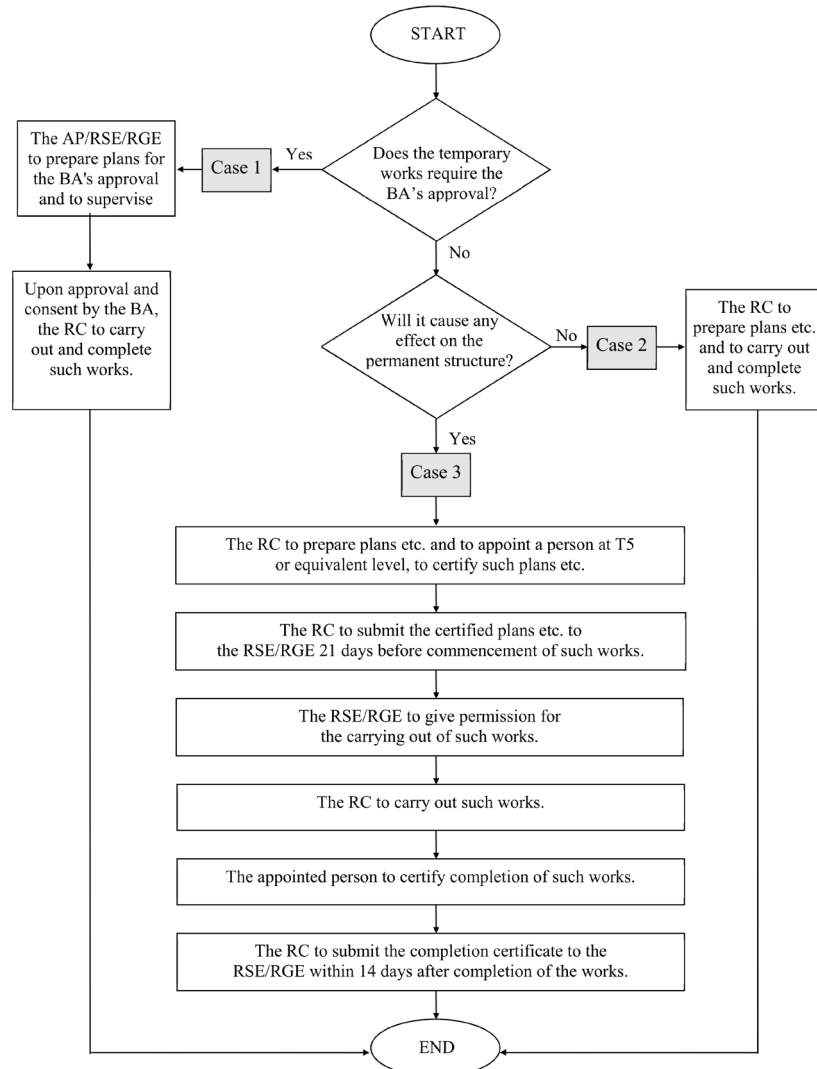 START
Does the temporary
works require the
BA’s approval?
Yes
Case 1
The AP/RSE/RGE
to prepare plans for
the BA's approval
and to supervise
Upon approval and
consent by the BA,
the RC to carry
out and complete
such works.
No
Will it cause any
effect on the
permanent structure?
No
Case 2
The RC to
prepare plans etc.
and to carry out
and complete
such works.
Yes
Case 3
The RC to prepare plans etc. and to appoint a person at T5
or equivalent level, to certify such plans etc.
The RC to submit the certified plans etc. to
the RSE/RGE 21 days before commencement of such works.
The RSE/RGE to give permission for
the carrying out of such works.
The RC to carry out such works.
The appointed person to certify completion of such works.
The RC to submit the completion certificate to the
RSE/RGE within 14 days after completion of the works.
END